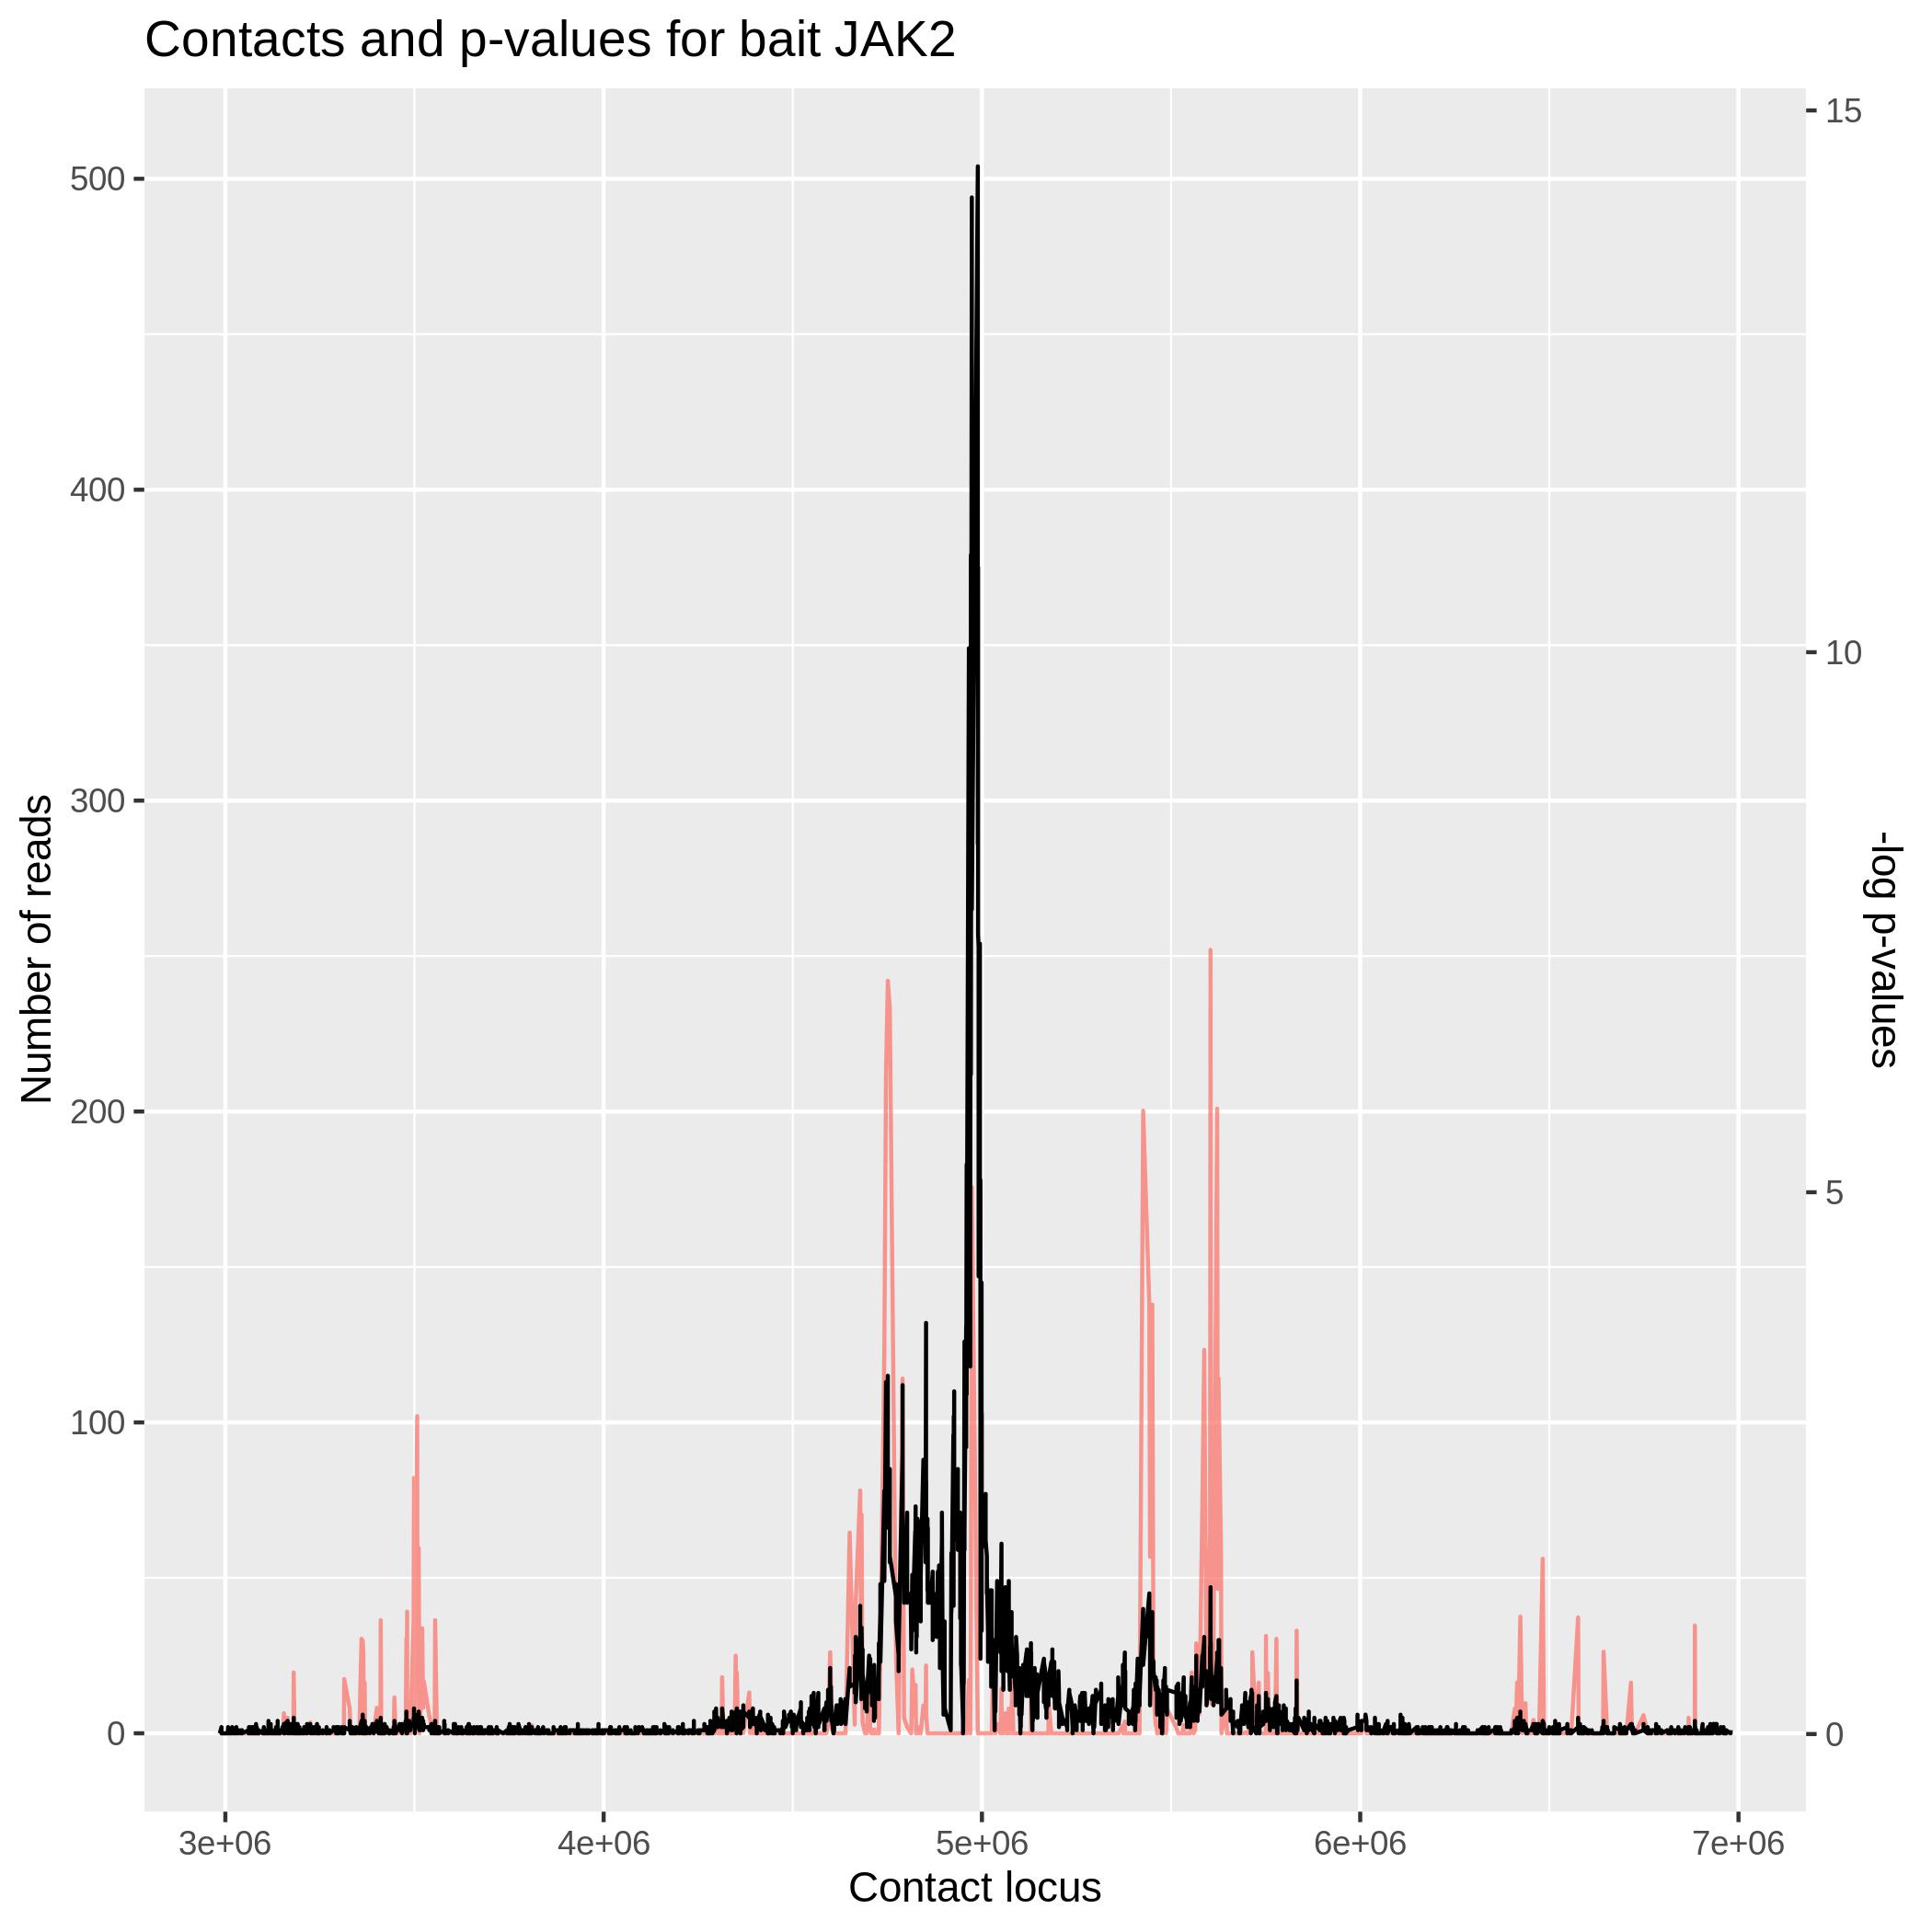 Contacts and p-values for bait JAK2
15
500
400
10
300
Number of reads
-log p-values
200
5
100
0
0
3e+06
4e+06
5e+06
6e+06
7e+06
Contact locus